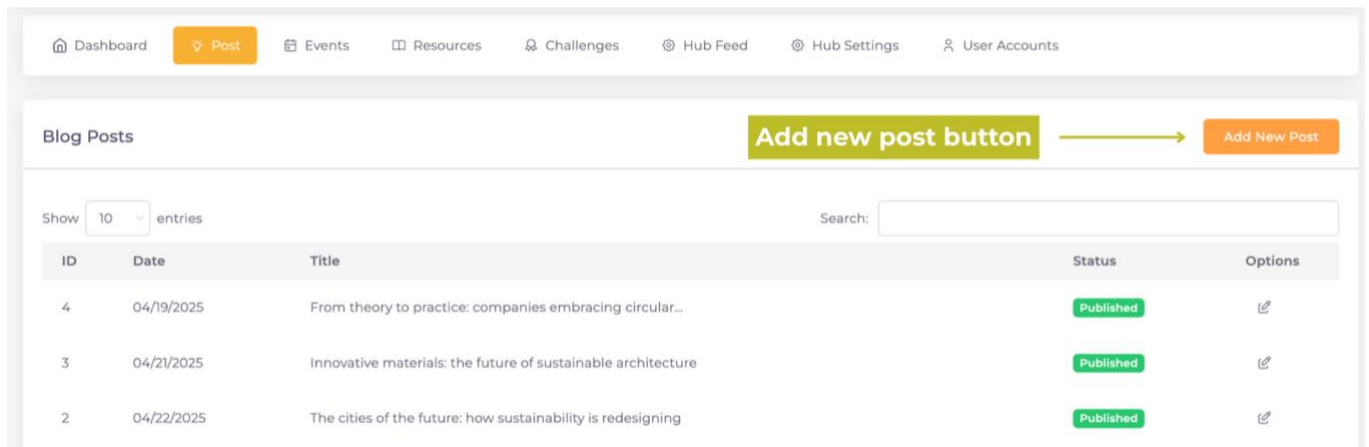 Dashboard Post Events Resources Challenges Hub Feed Hub Settings User Accounts
Blog Posts Add new post button Add New Post
Show 10 entries Search:
ID Date Title Status Options
4 04/19/2025 From theory to practice: companies embracing circular... Published
3 04/21/2025 Innovative materials: the future of sustainable architecture Published
2 04/22/2025 The cities of the future: how sustainability is redesigning Published